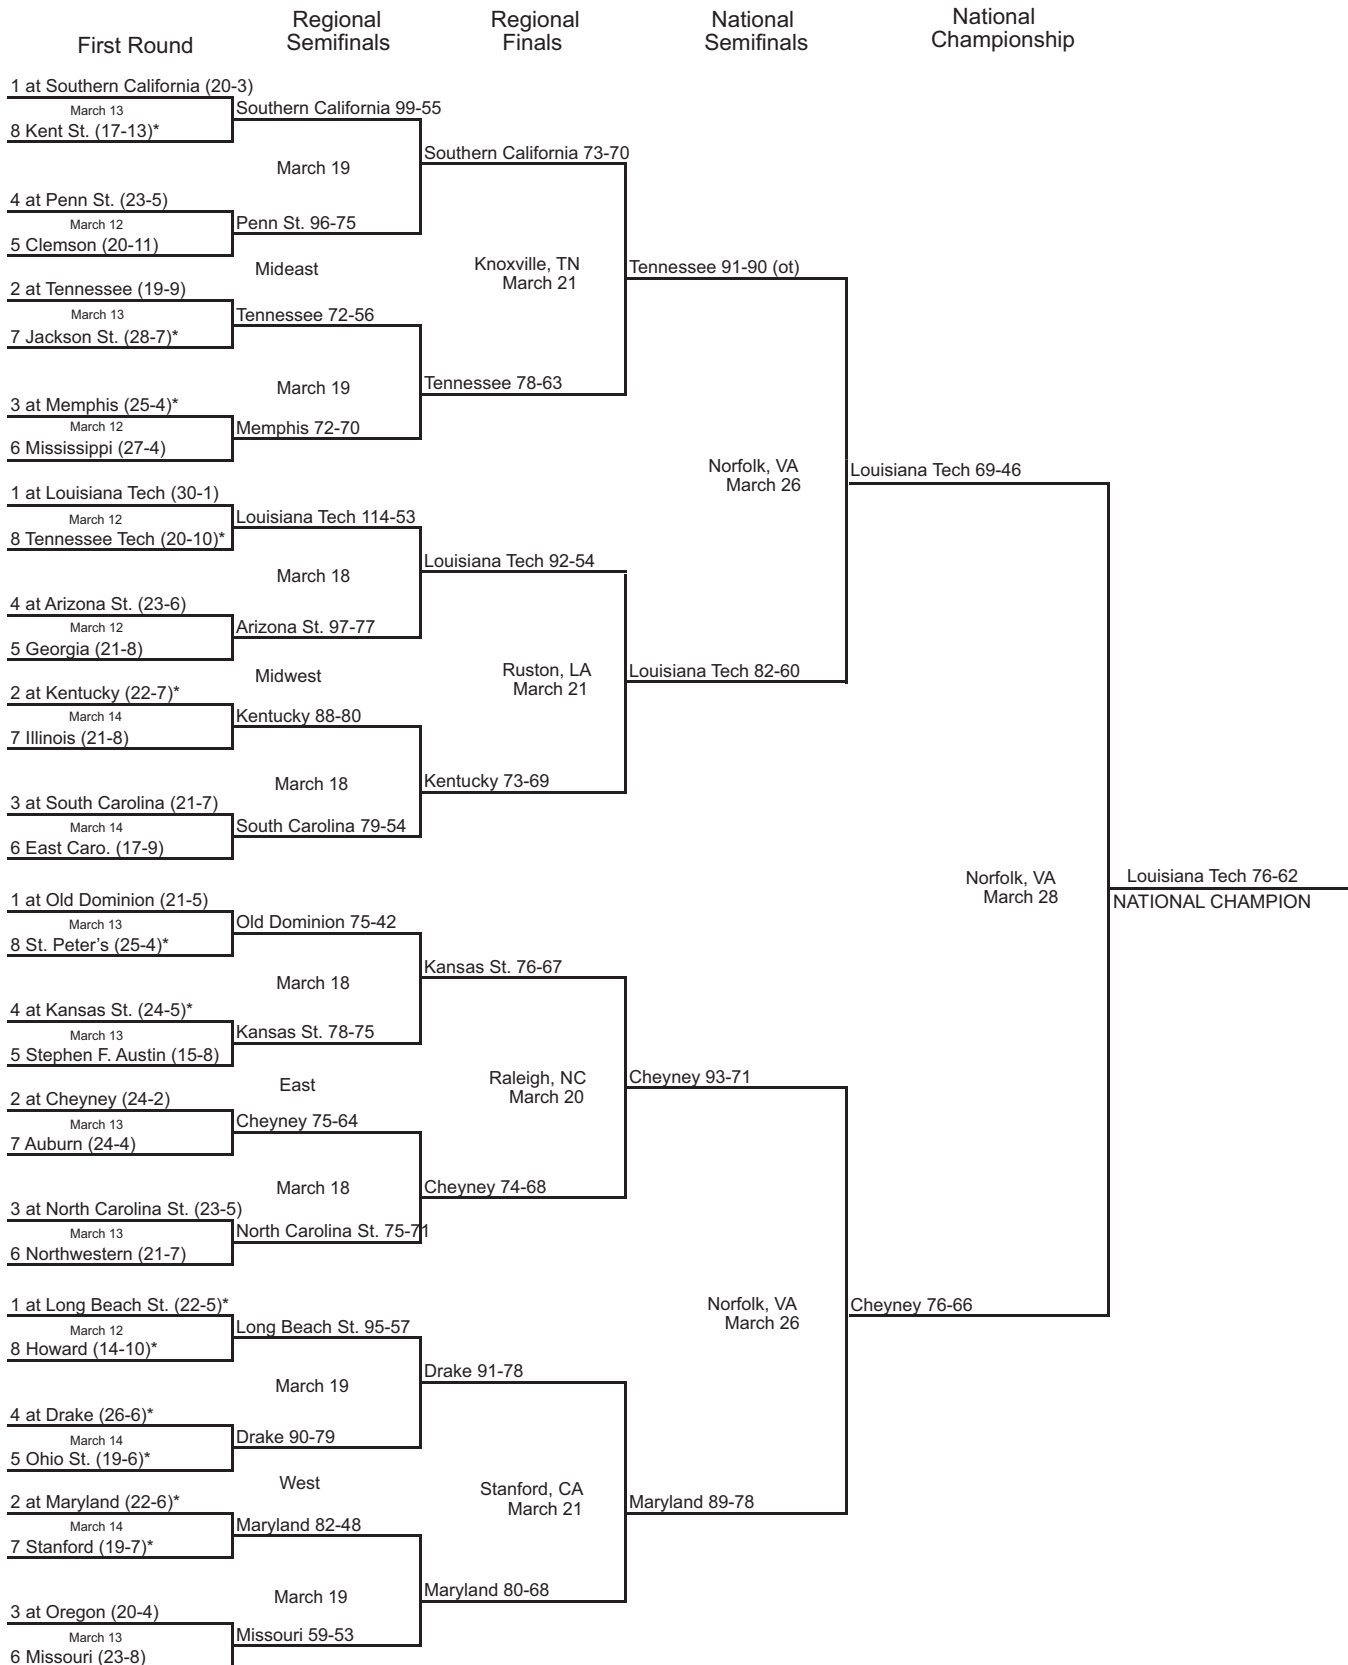 First Round
Regional
Semifinals
Regional
Finals
National
Semifinals
National
Championship
1 at Southern California (20-3)
March 13
8 Kent St. (17-13)*
Southern California 99-55
March 19
4 at Penn St. (23-5)
March 12
5 Clemson (20-11)
Penn St. 96-75
Southern California 73-70
Mideast
2 at Tennessee (19-9)
March 13
7 Jackson St. (28-7)*
Tennessee 72-56
March 19
3 at Memphis (25-4)*
March 12
6 Mississippi (27-4)
Memphis 72-70
Tennessee 78-63
Knoxville, TN
March 21
Tennessee 91-90 (ot)
1 at Louisiana Tech (30-1)
March 12
8 Tennessee Tech (20-10)*
Louisiana Tech 114-53
March 18
4 at Arizona St. (23-6)
March 12
5 Georgia (21-8)
Arizona St. 97-77
Louisiana Tech 92-54
Midwest
2 at Kentucky (22-7)*
March 14
7 Illinois (21-8)
Kentucky 88-80
March 18
3 at South Carolina (21-7)
March 14
6 East Caro. (17-9)
South Carolina 79-54
Kentucky 73-69
Ruston, LA
March 21
Louisiana Tech 82-60
Norfolk, VA
March 26
Louisiana Tech 69-46
1 at Old Dominion (21-5)
March 13
8 St. Peter's (25-4)*
Old Dominion 75-42
March 18
4 at Kansas St. (24-5)*
March 13
5 Stephen F. Austin (15-8)
Kansas St. 78-75
Kansas St. 76-67
East
2 at Cheyney (24-2)
March 13
7 Auburn (24-4)
Cheyney 75-64
March 18
3 at North Carolina St. (23-5)
March 13
6 Northwestern (21-7)
North Carolina St. 75-71
Cheyney 74-68
Raleigh, NC
March 20
Cheyney 93-71
1 at Long Beach St. (22-5)*
March 12
8 Howard (14-10)*
Long Beach St. 95-57
March 19
4 at Drake (26-6)*
March 14
5 Ohio St. (19-6)*
Drake 90-79
Drake 91-78
West
2 at Maryland (22-6)*
March 14
7 Stanford (19-7)*
Maryland 82-48
March 19
3 at Oregon (20-4)
March 13
6 Missouri (23-8)
Missouri 59-53
Maryland 80-68
Stanford, CA
March 21
Maryland 89-78
Norfolk, VA
March 26
Cheyney 76-66
Norfolk, VA
March 28
Louisiana Tech 76-62
NATIONAL CHAMPION